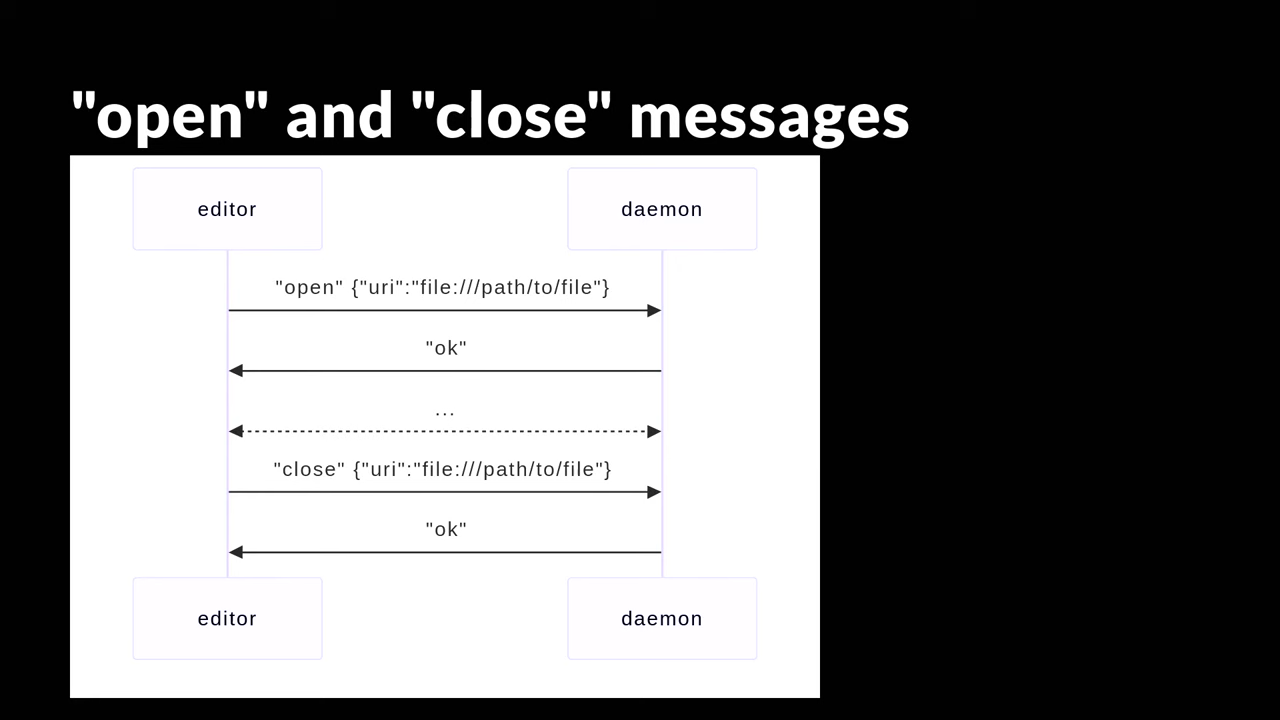 "open" and "close" messages
editor daemon
"open" {"uri":"file:///path/to/file"}
"ok"
...
"close" {"uri":"file:///path/to/file"}
"ok"
editor daemon